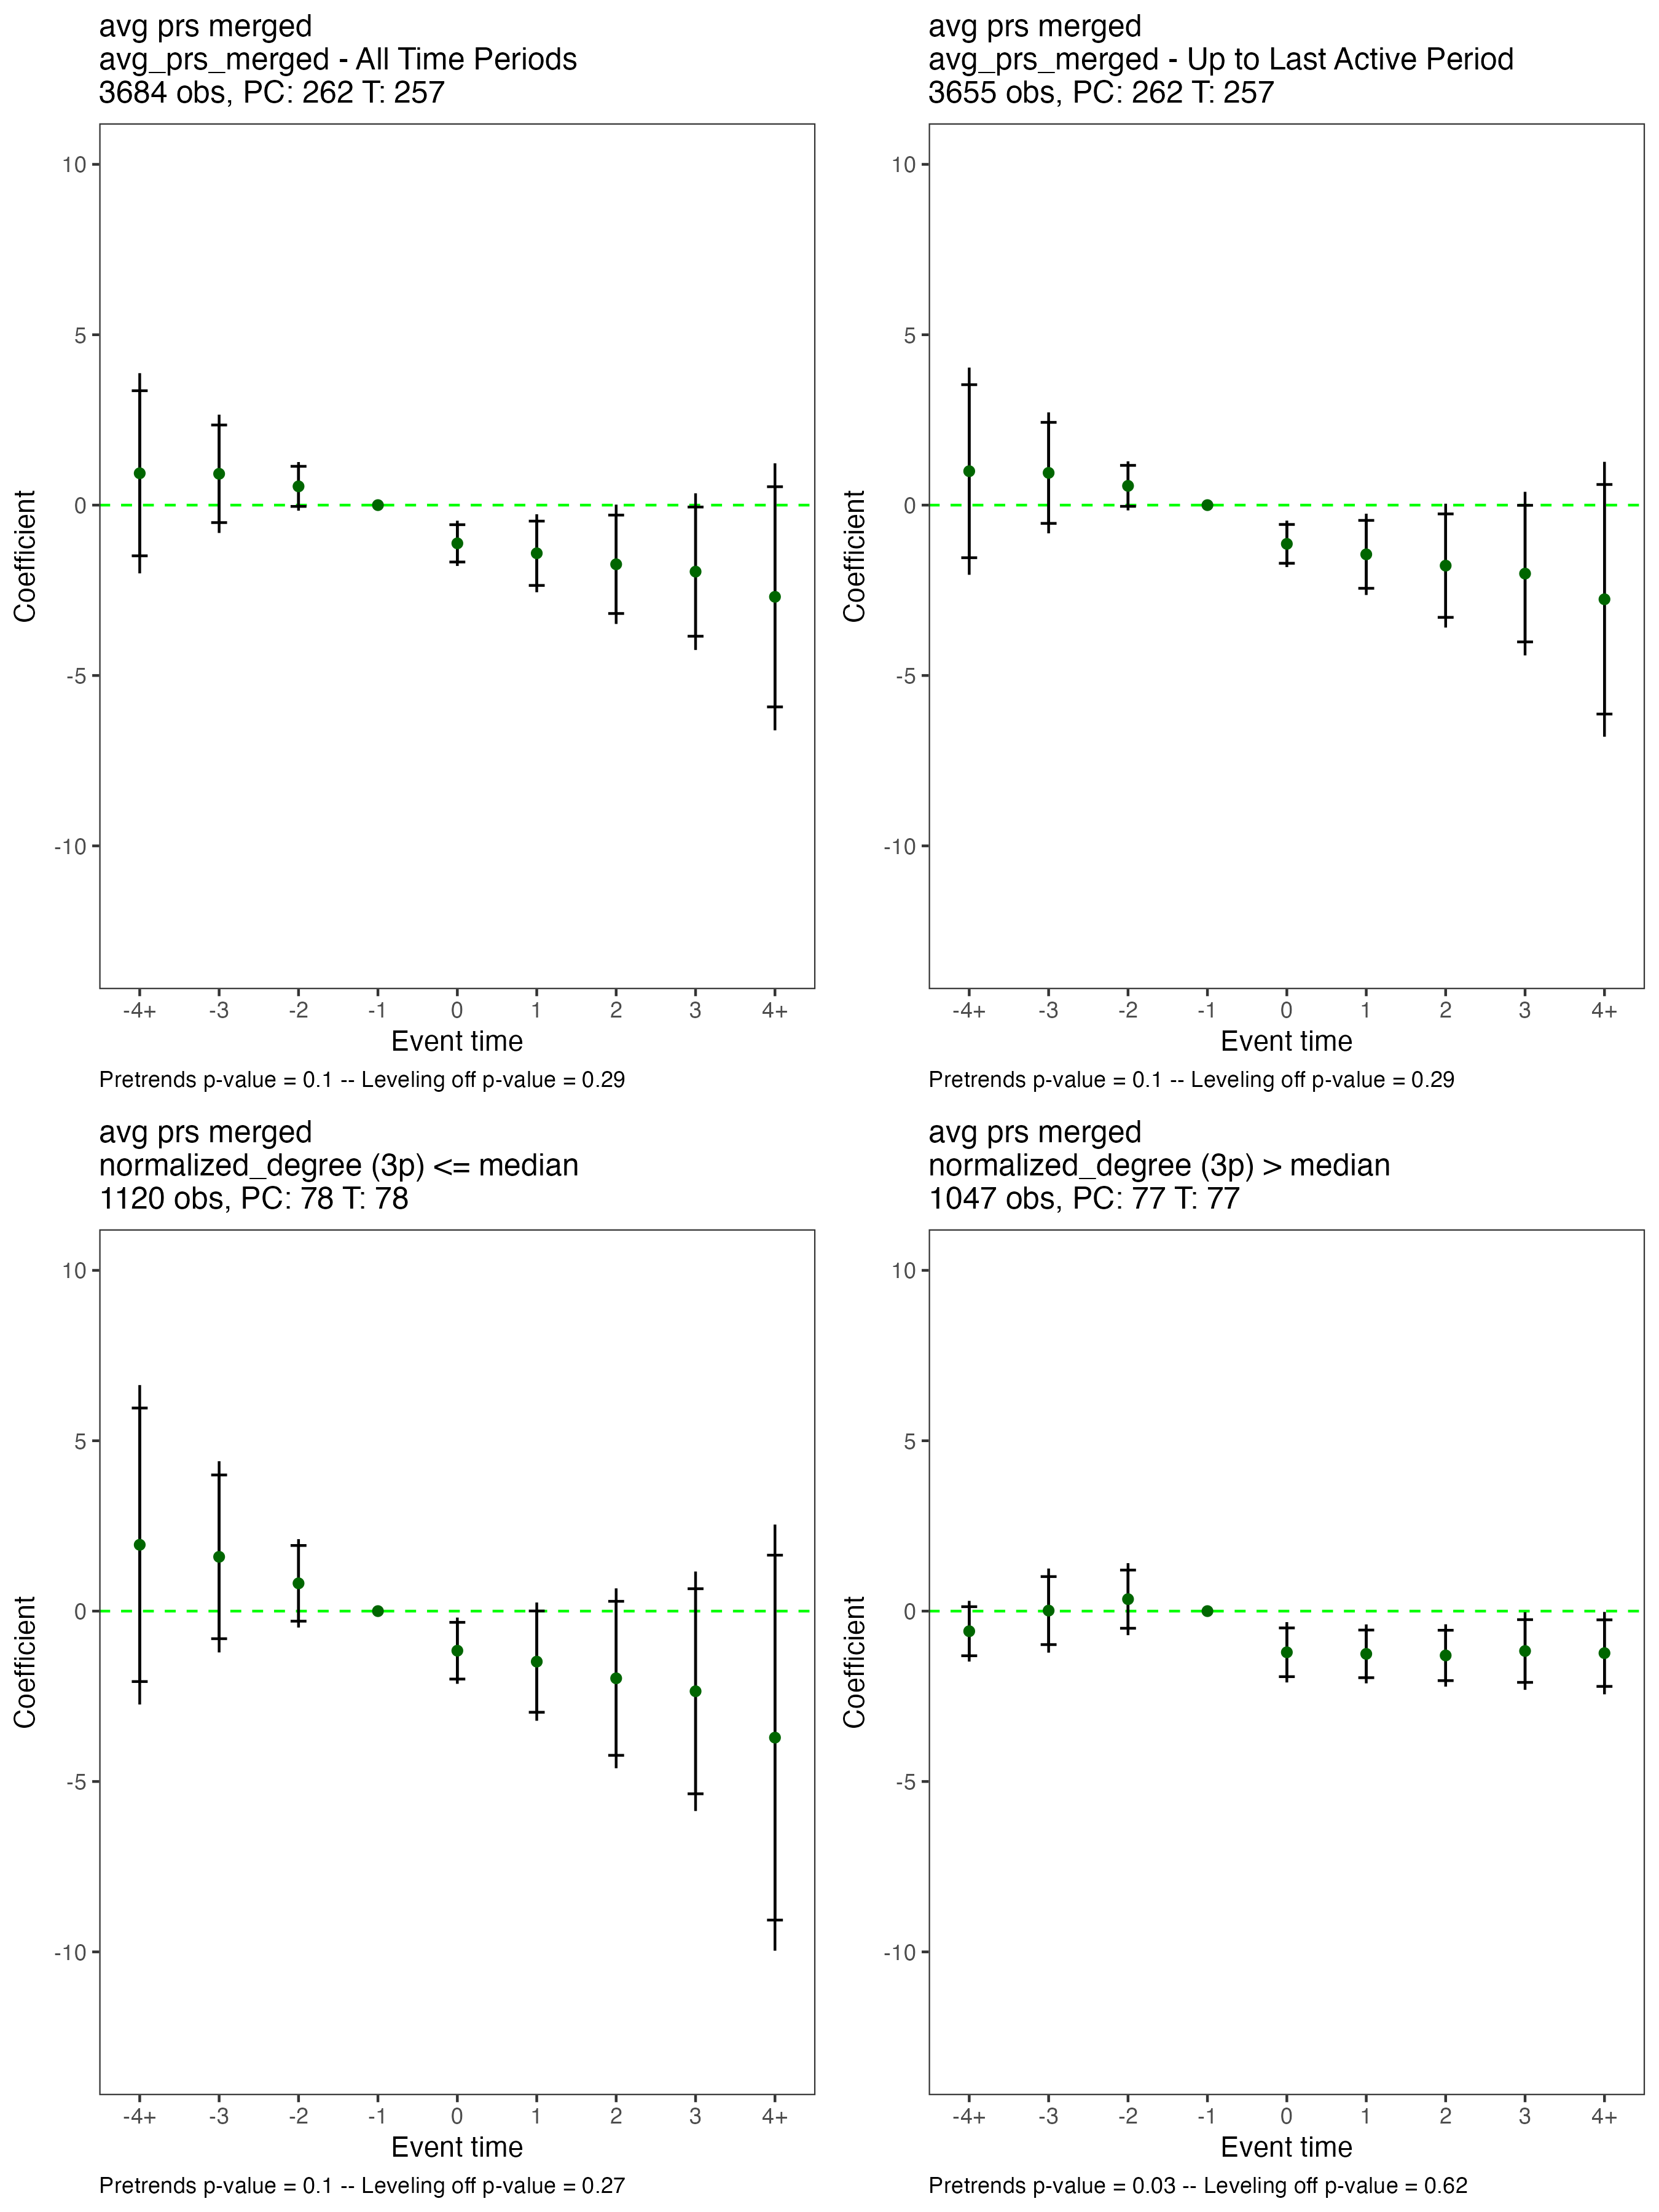 avg prs merged
avg_prs_merged - All Time Periods
3684 obs, PC: 262 T: 257
10
5
0
-5
-10
Coefficient
-4+ -3 -2 -1 0 1 2 3 4+
Event time
Pretrends p-value = 0.1 -- Leveling off p-value = 0.29
avg prs merged
avg_prs_merged - Up to Last Active Period
3655 obs, PC: 262 T: 257
10
5
0
-5
-10
Coefficient
-4+ -3 -2 -1 0 1 2 3 4+
Event time
Pretrends p-value = 0.1 -- Leveling off p-value = 0.29
avg prs merged
normalized_degree (3p) <= median
1120 obs, PC: 78 T: 78
10
5
0
-5
-10
Coefficient
-4+ -3 -2 -1 0 1 2 3 4+
Event time
Pretrends p-value = 0.1 -- Leveling off p-value = 0.27
avg prs merged
normalized_degree (3p) > median
1047 obs, PC: 77 T: 77
10
5
0
-5
-10
Coefficient
-4+ -3 -2 -1 0 1 2 3 4+
Event time
Pretrends p-value = 0.03 -- Leveling off p-value = 0.62